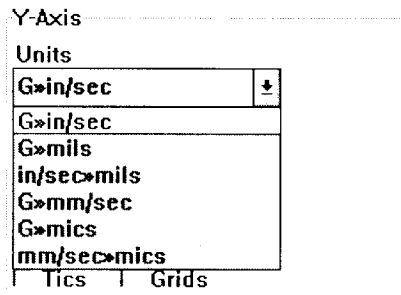 Y-Axis
Units
G»in/sec
G»in/sec
G»mils
in/sec»mils
G»mm/sec
G»mics
mm/sec»mics
Tics Grids